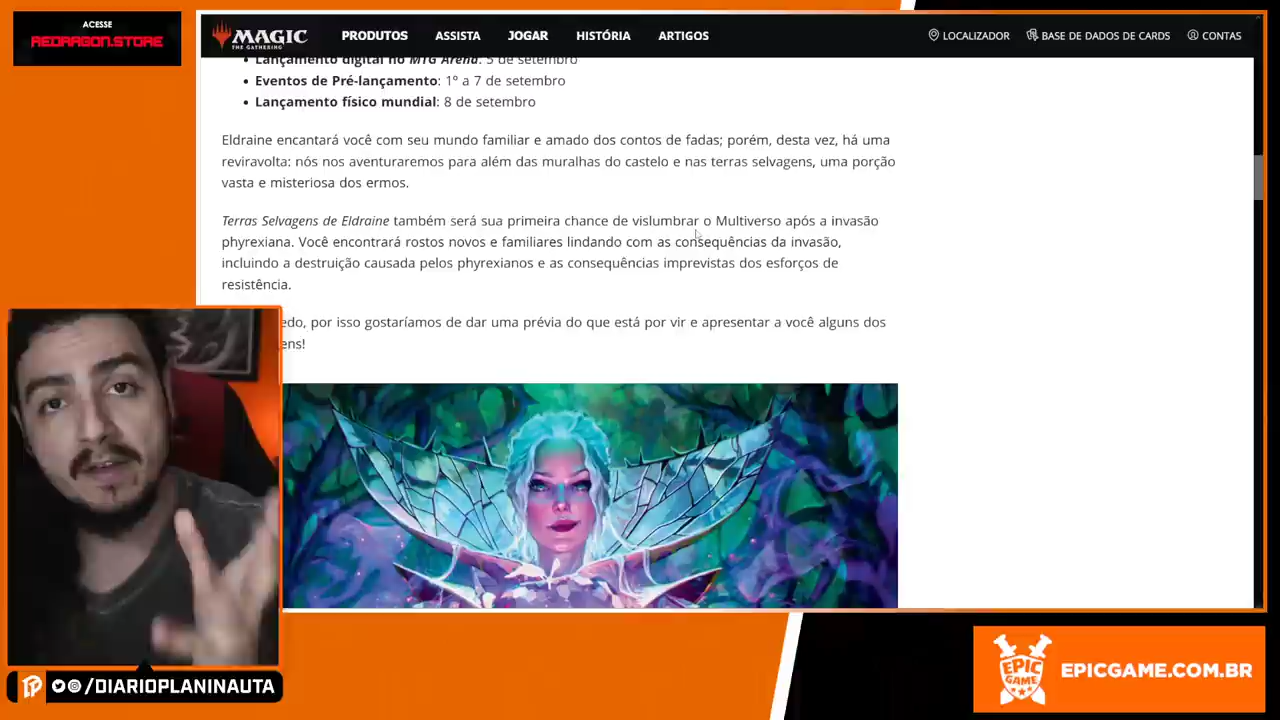 ACESSE
REDRAGON.STORE
MAGIC
THE GATHERING
PRODUTOS
ASSISTA
JOGAR
HISTÓRIA
ARTIGOS
LOCALIZADOR
BASE DE DADOS DE CARDS
CONTAS
• Lançamento digital no MTG Arena: 5 de setembro
• Eventos de Pré-lançamento: 1º a 7 de setembro
• Lançamento físico mundial: 8 de setembro
Eldraine encantará você com seu mundo familiar e amado dos contos de fadas; porém, desta vez, há uma
reviravolta: nós nos aventuraremos para além das muralhas do castelo e nas terras selvagens, uma porção
vasta e misteriosa dos ermos.
Terras Selvagens de Eldraine também será sua primeira chance de vislumbrar o Multiverso após a invasão
phyrexiana. Você encontrará rostos novos e familiares lindando com as consequências da invasão,
incluindo a destruição causada pelos phyrexianos e as consequências imprevistas dos esforços de
resistência.
edo, por isso gostaríamos de dar uma prévia do que está por vir e apresentar a você alguns dos
ens!
/DIARIOPLANINAUTA
EPIC
GAME
EPICGAME.COM.BR